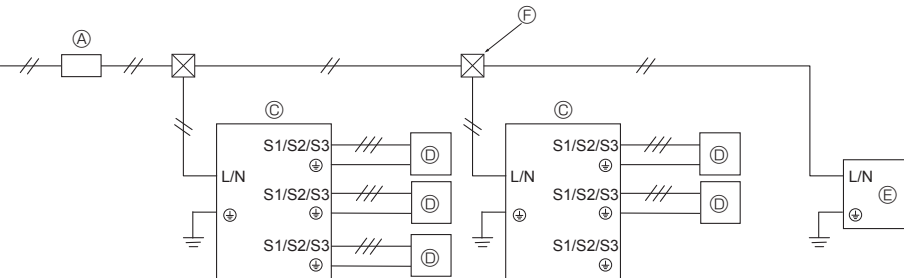 Ⓐ
Ⓕ
Ⓒ
Ⓒ
S1/S2/S3
Ⓓ
L/N
S1/S2/S3
Ⓓ
S1/S2/S3
Ⓓ
S1/S2/S3
Ⓓ
L/N
S1/S2/S3
Ⓓ
S1/S2/S3
L/N
Ⓔ